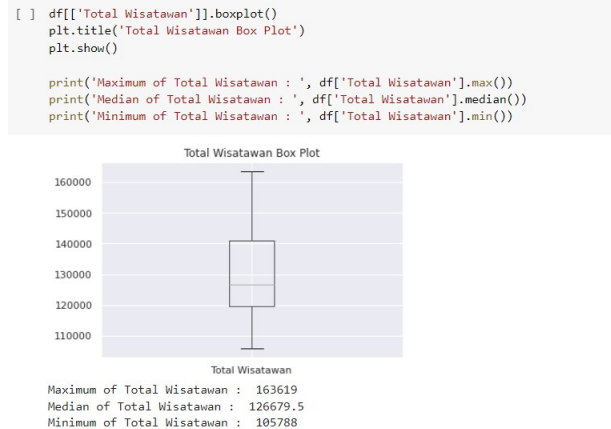 [ ] df[['Total Wisatawan']].boxplot()
plt.title('Total Wisatawan Box Plot')
plt.show()
print('Maximum of Total Wisatawan : ', df['Total Wisatawan'].max())
print('Median of Total Wisatawan : ', df['Total Wisatawan'].median())
print('Minimum of Total Wisatawan : ', df['Total Wisatawan'].min())
Total Wisatawan Box Plot
160000
150000
140000
130000
120000
110000
Total Wisatawan
Maximum of Total Wisatawan :  163619
Median of Total Wisatawan :  126679.5
Minimum of Total Wisatawan :  105788